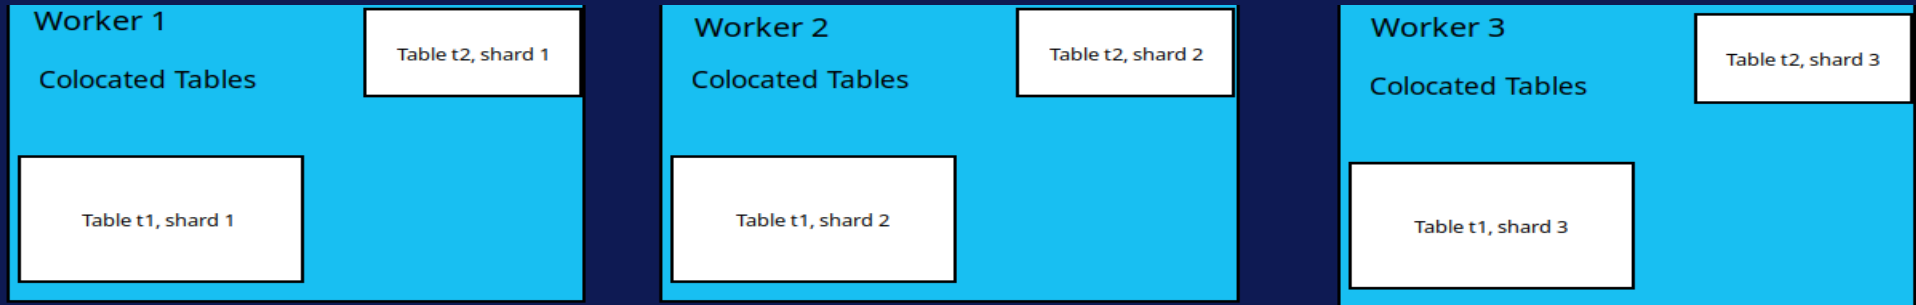 Worker 1
Table t2, shard 1
Colocated Tables
Table t1, shard 1
Worker 2
Table t2, shard 2
Colocated Tables
Table t1, shard 2
Worker 3
Table t2, shard 3
Colocated Tables
Table t1, shard 3